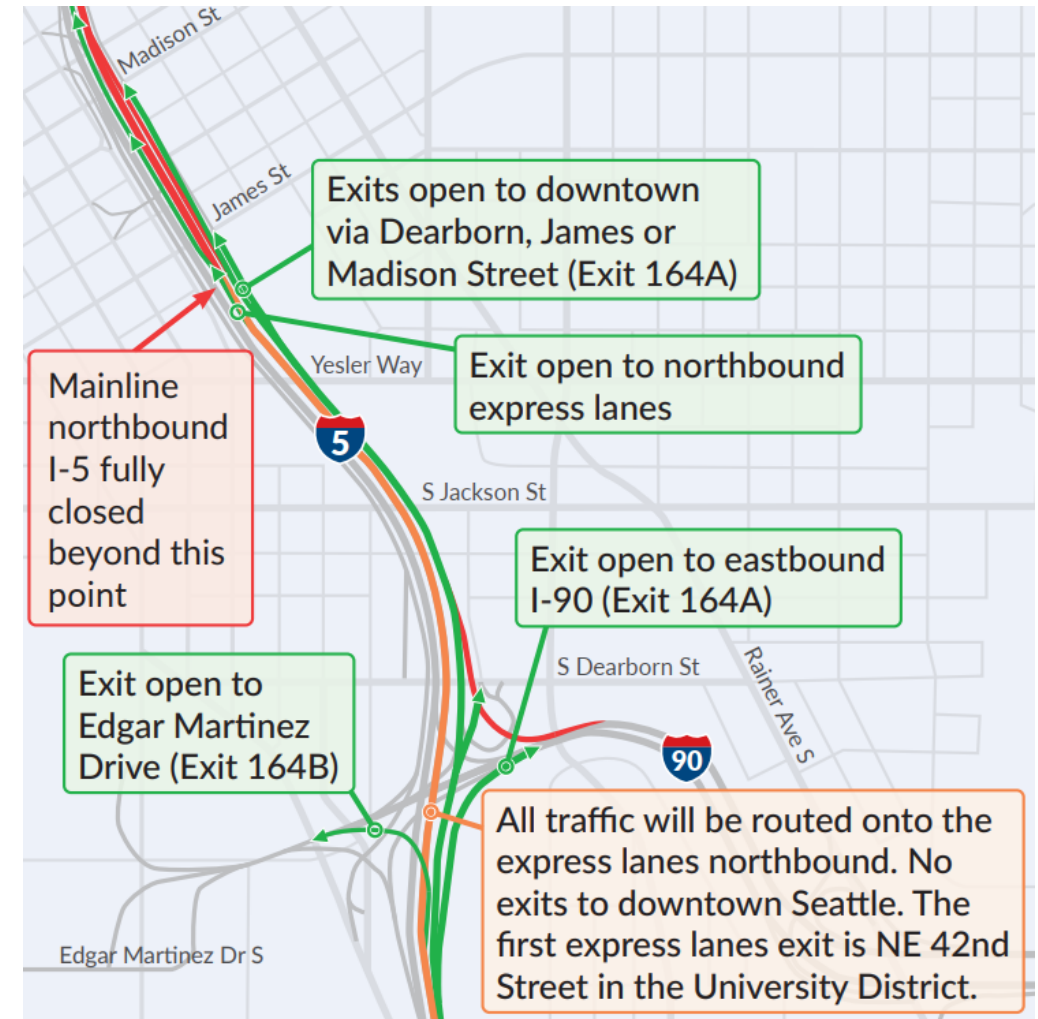 Madison St
James St
Exits open to downtown
via Dearborn, James or
Madison Street (Exit 164A)
Mainline
northbound
I-5 fully
closed
beyond this
point
Yesler Way
Exit open to northbound
express lanes
5
S Jackson St
Exit open to eastbound
I-90 (Exit 164A)
S Dearborn St
Rainer Ave S
Exit open to
Edgar Martinez
Drive (Exit 164B)
90
All traffic will be routed onto the
express lanes northbound. No
exits to downtown Seattle. The
first express lanes exit is NE 42nd
Street in the University District.
Edgar Martinez Dr S